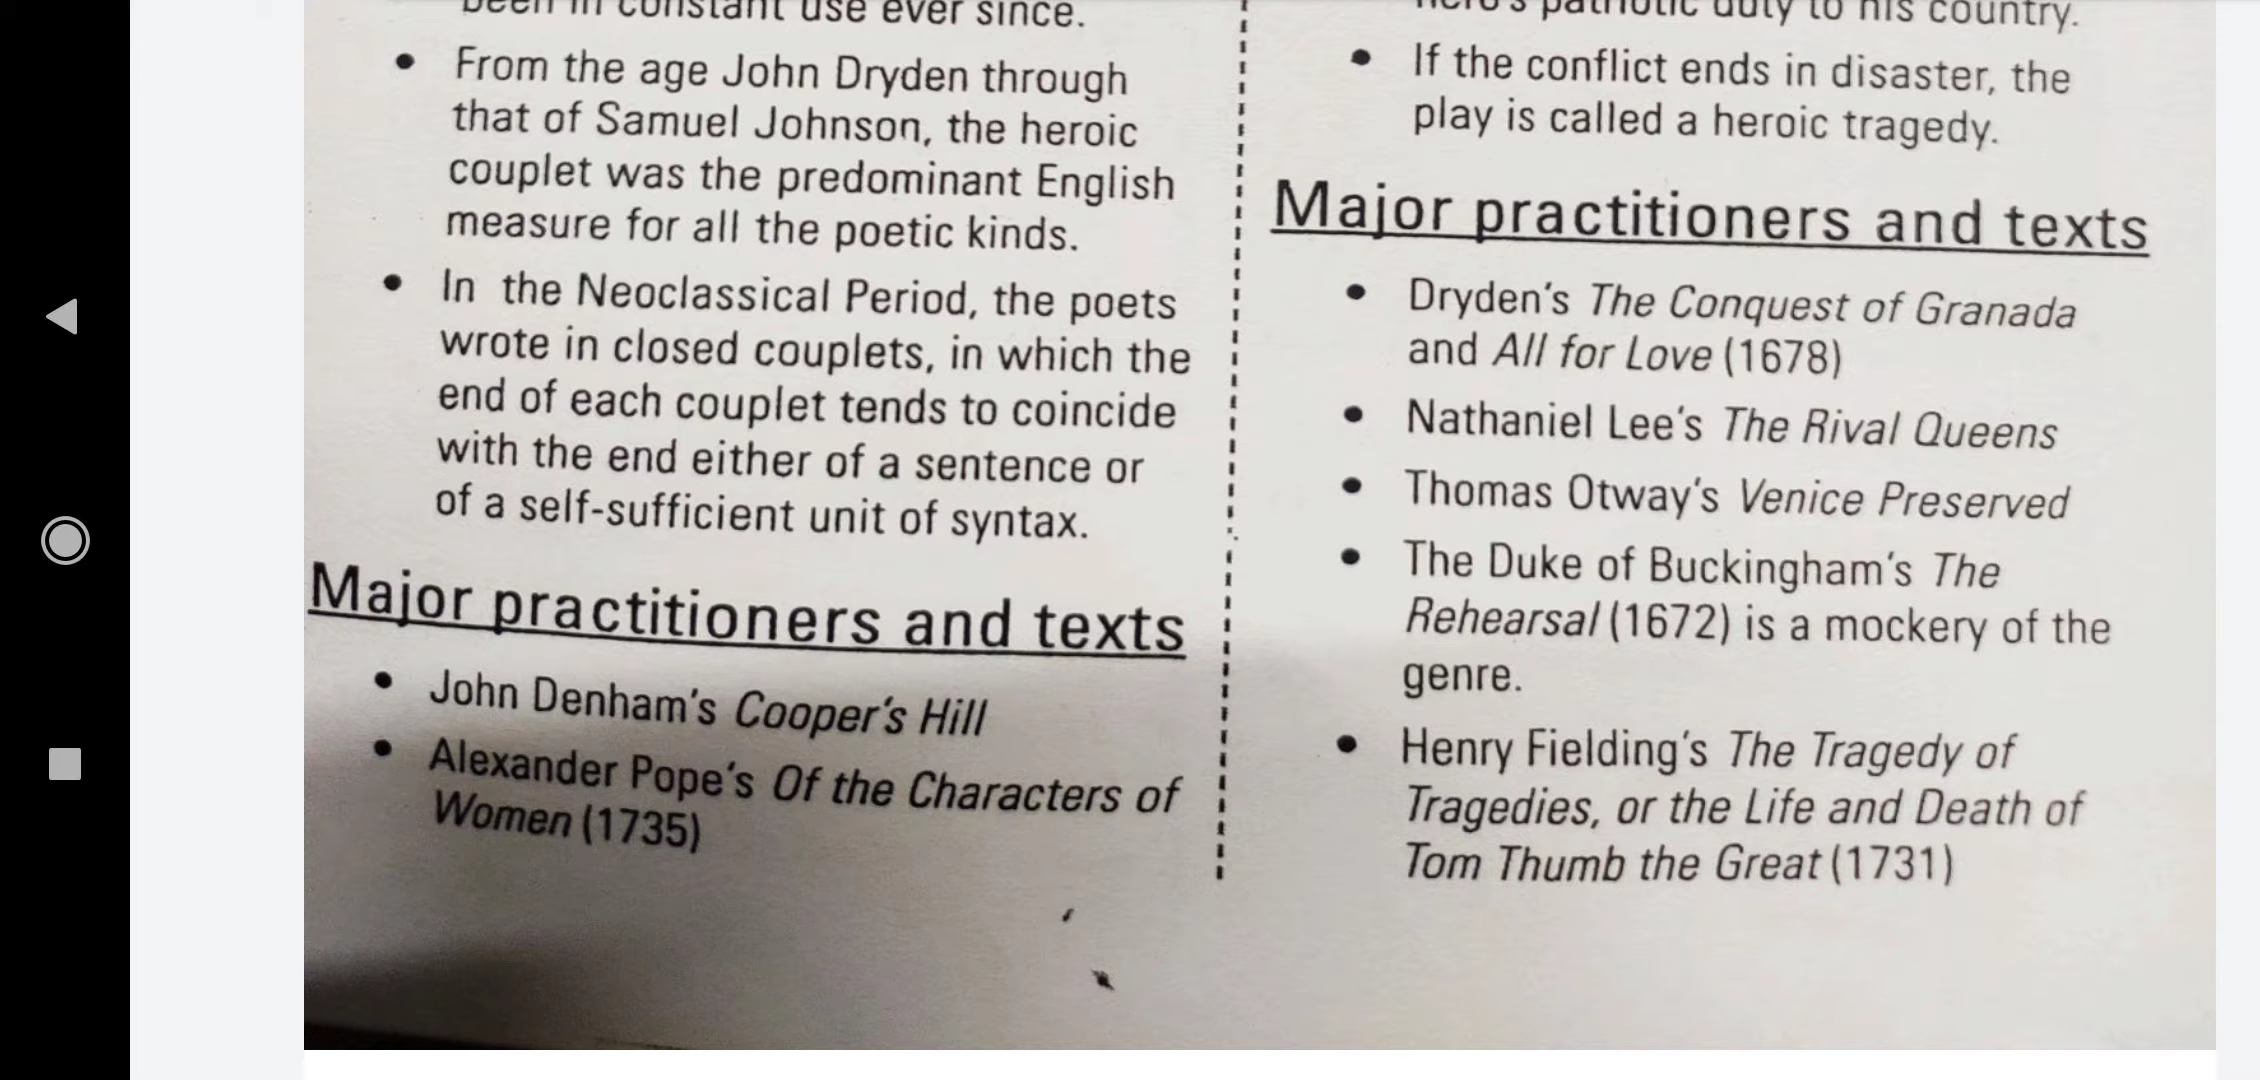 been in constant use ever since.
• From the age John Dryden through
that of Samuel Johnson, the heroic
couplet was the predominant English
measure for all the poetic kinds.
• In the Neoclassical Period, the poets
wrote in closed couplets, in which the
end of each couplet tends to coincide
with the end either of a sentence or
of a self-sufficient unit of syntax.
Major practitioners and texts
• John Denham's Cooper's Hill
• Alexander Pope's Of the Characters of
Women (1735)
hero's patriotic duty to his country.
• If the conflict ends in disaster, the
play is called a heroic tragedy.
Major practitioners and texts
• Dryden's The Conquest of Granada
and All for Love (1678)
• Nathaniel Lee's The Rival Queens
• Thomas Otway's Venice Preserved
• The Duke of Buckingham's The
Rehearsal (1672) is a mockery of the
genre.
• Henry Fielding's The Tragedy of
Tragedies, or the Life and Death of
Tom Thumb the Great (1731)